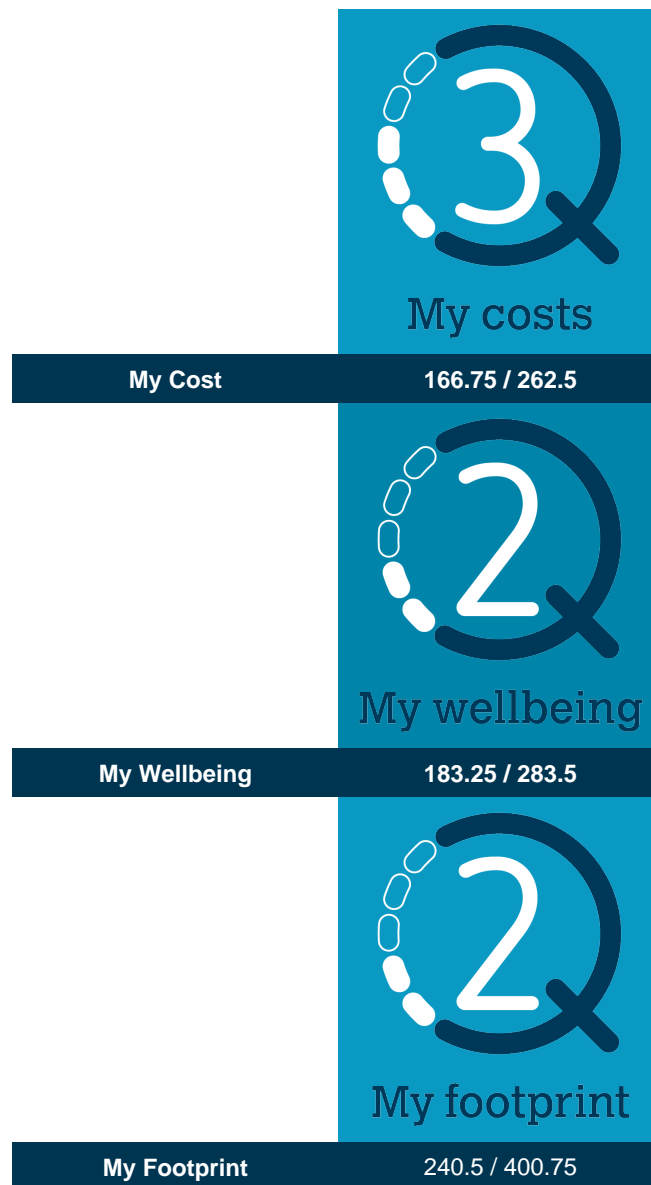 3
My costs
My Cost 166.75 / 262.5
2
My wellbeing
My Wellbeing 183.25 / 283.5
2
My footprint
My Footprint 240.5 / 400.75